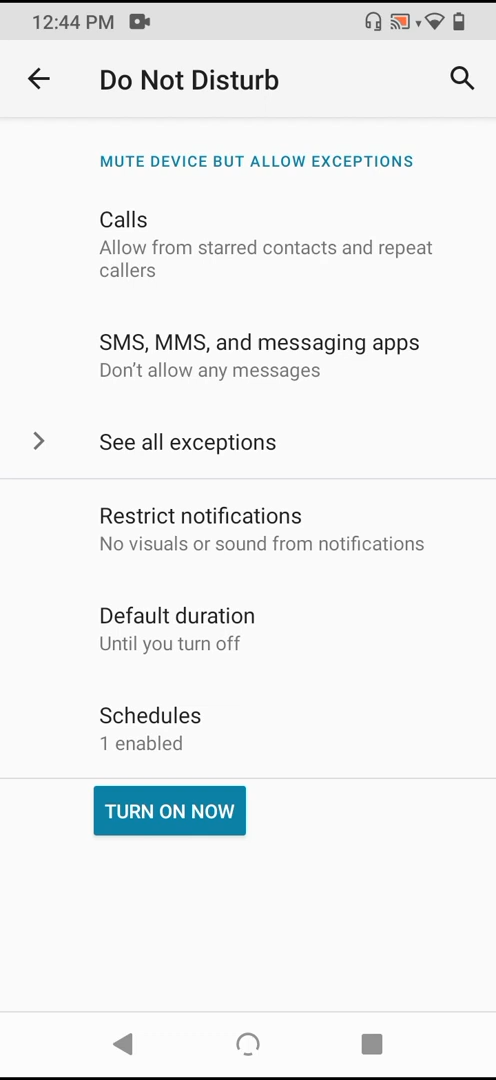 12:44 PM
Do Not Disturb
MUTE DEVICE BUT ALLOW EXCEPTIONS
Calls
Allow from starred contacts and repeat
callers
SMS, MMS, and messaging apps
Don’t allow any messages
See all exceptions
Restrict notifications
No visuals or sound from notifications
Default duration
Until you turn off
Schedules
1 enabled
TURN ON NOW